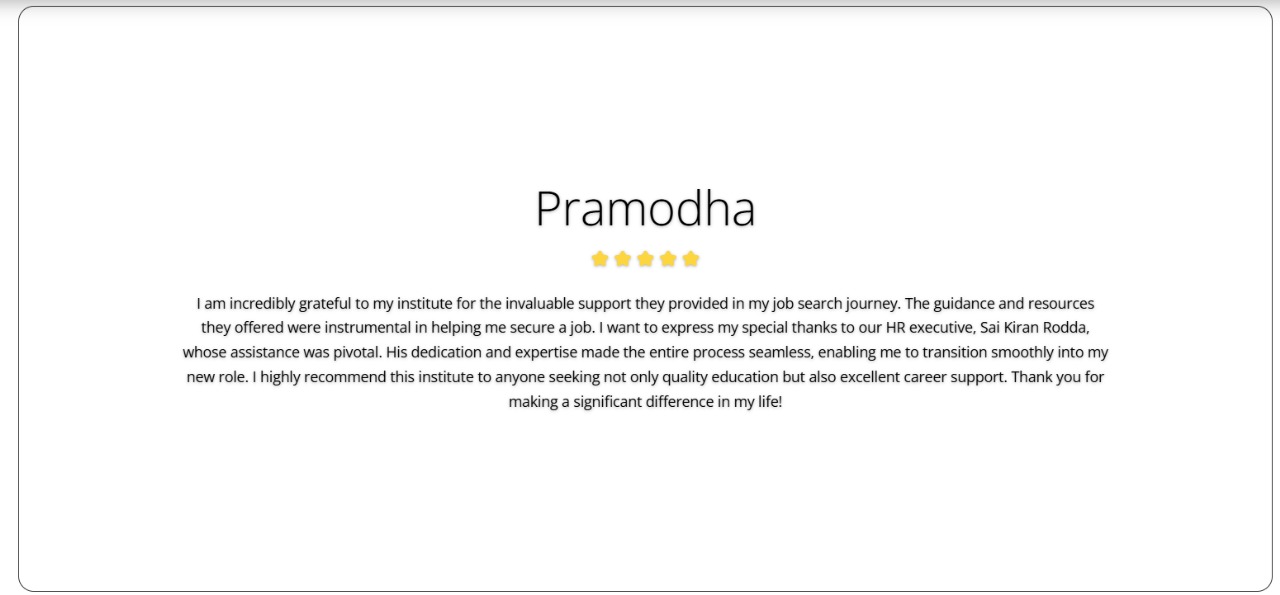 Pramodha
I am incredibly grateful to my institute for the invaluable support they provided in my job search journey. The guidance and resources
they offered were instrumental in helping me secure a job. I want to express my special thanks to our HR executive, Sai Kiran Rodda,
whose assistance was pivotal. His dedication and expertise made the entire process seamless, enabling me to transition smoothly into my
new role. I highly recommend this institute to anyone seeking not only quality education but also excellent career support. Thank you for
making a significant difference in my life!